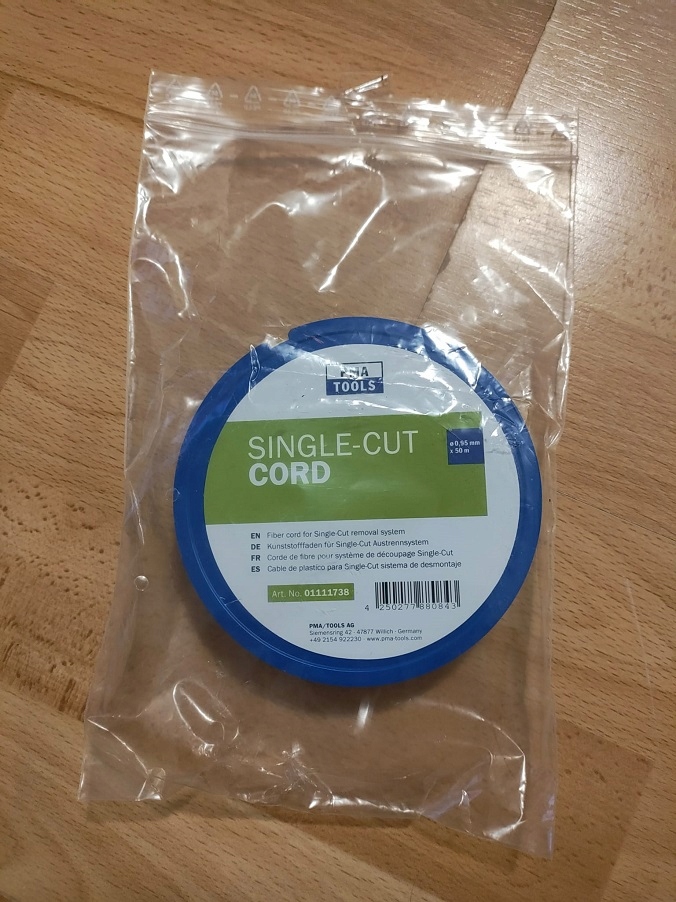 PMA
TOOLS
SINGLE-CUT
CORD
ø 0,95 mm
x 50 m
EN Fiber cord for Single-Cut removal system
DE Kunststofffaden für Single-Cut Austrennsystem
FR Corde de fibre pour système de découpage Single-Cut
ES Cable de plastico para Single-Cut sistema de desmontaje
Art. No. 01111738
4 250277 880843
PMA/TOOLS AG
Siemensring 42 · 47877 Willich · Germany
+49 2154 922230 · www.pma-tools.com